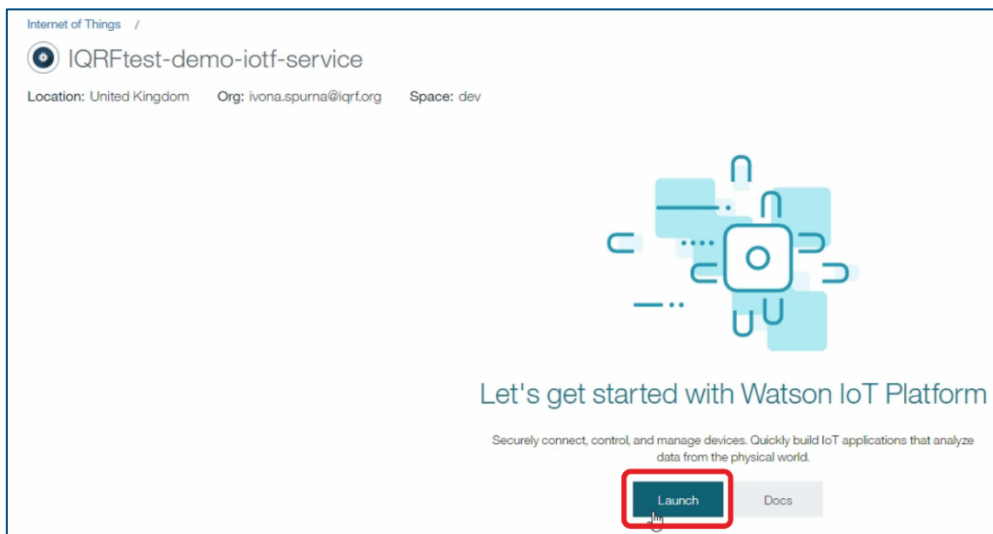 Internet of Things /
IQRFtest-demo-iotf-service
Location: United Kingdom Org: ivona.spurna@iqrf.org Space: dev
Let's get started with Watson IoT Platform
Securely connect, control, and manage devices. Quickly build IoT applications that analyze
data from the physical world.
Launch Docs